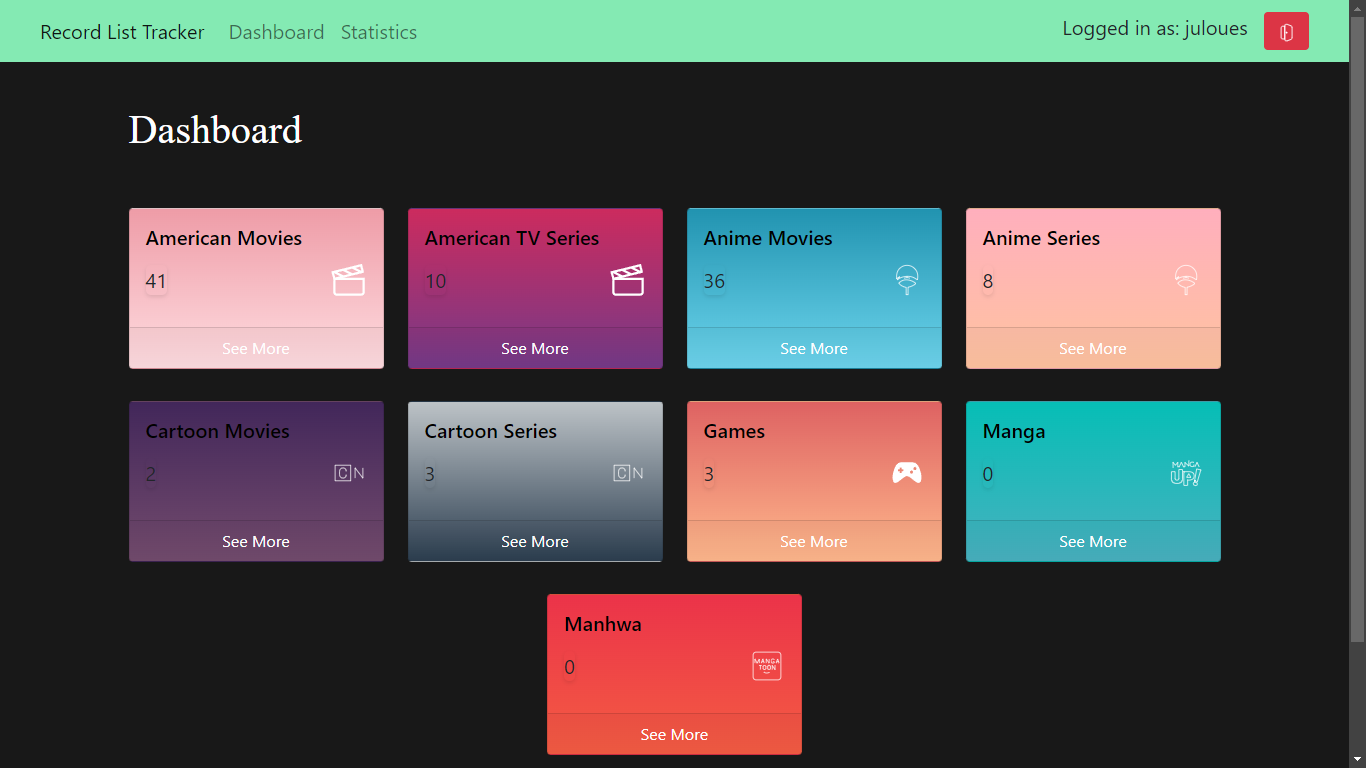 Record List Tracker Dashboard Statistics Logged in as: juloues
Dashboard
American Movies
41
See More
American TV Series
10
See More
Anime Movies
36
See More
Anime Series
8
See More
Cartoon Movies
2
CN
See More
Cartoon Series
3
CN
See More
Games
3
See More
Manga
0
MANGA
UP!
See More
Manhwa
0
MANGA
TOON
See More